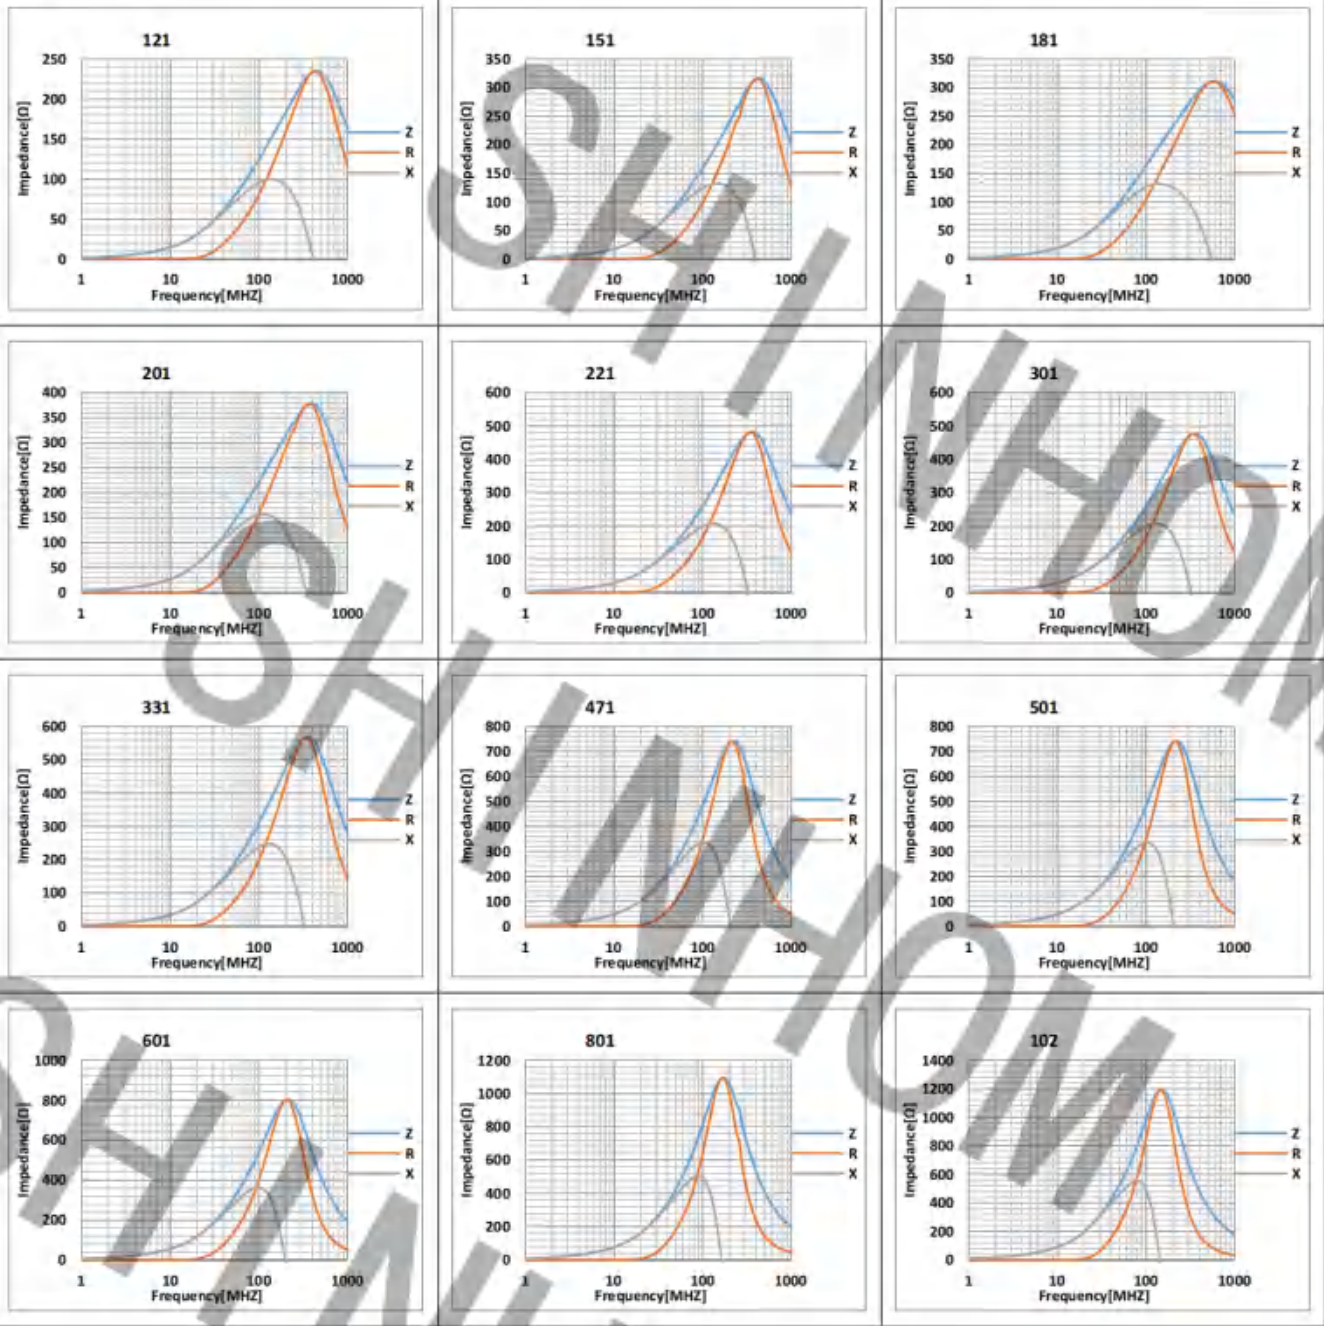 121
250
200
150
100
50
0
Impedance[Ω]
1 10 100 1000
Frequency[MHZ]
Z
R
X
151
350
300
250
200
150
100
50
0
Impedance[Ω]
1 10 100 1000
Frequency[MHZ]
Z
R
X
181
350
300
250
200
150
100
50
0
Impedance[Ω]
1 10 100 1000
Frequency[MHZ]
Z
R
X
201
400
350
300
250
200
150
100
50
0
Impedance[Ω]
1 10 100 1000
Frequency[MHZ]
Z
R
X
221
600
500
400
300
200
100
0
Impedance[Ω]
1 10 100 1000
Frequency[MHZ]
Z
R
X
301
600
500
400
300
200
100
0
Impedance[Ω]
1 10 100 1000
Frequency[MHZ]
Z
R
X
331
600
500
400
300
200
100
0
Impedance[Ω]
1 10 100 1000
Frequency[MHZ]
Z
R
X
471
800
700
600
500
400
300
200
100
0
Impedance[Ω]
1 10 100 1000
Frequency[MHZ]
Z
R
X
501
800
700
600
500
400
300
200
100
0
Impedance[Ω]
1 10 100 1000
Frequency[MHZ]
Z
R
X
601
1000
800
600
400
200
0
Impedance[Ω]
1 10 100 1000
Frequency[MHZ]
Z
R
X
801
1200
1000
800
600
400
200
0
Impedance[Ω]
1 10 100 1000
Frequency[MHZ]
Z
R
X
102
1400
1200
1000
800
600
400
200
0
Impedance[Ω]
1 10 100 1000
Frequency[MHZ]
Z
R
X
SHINHOM
SHINHOM
SHIN